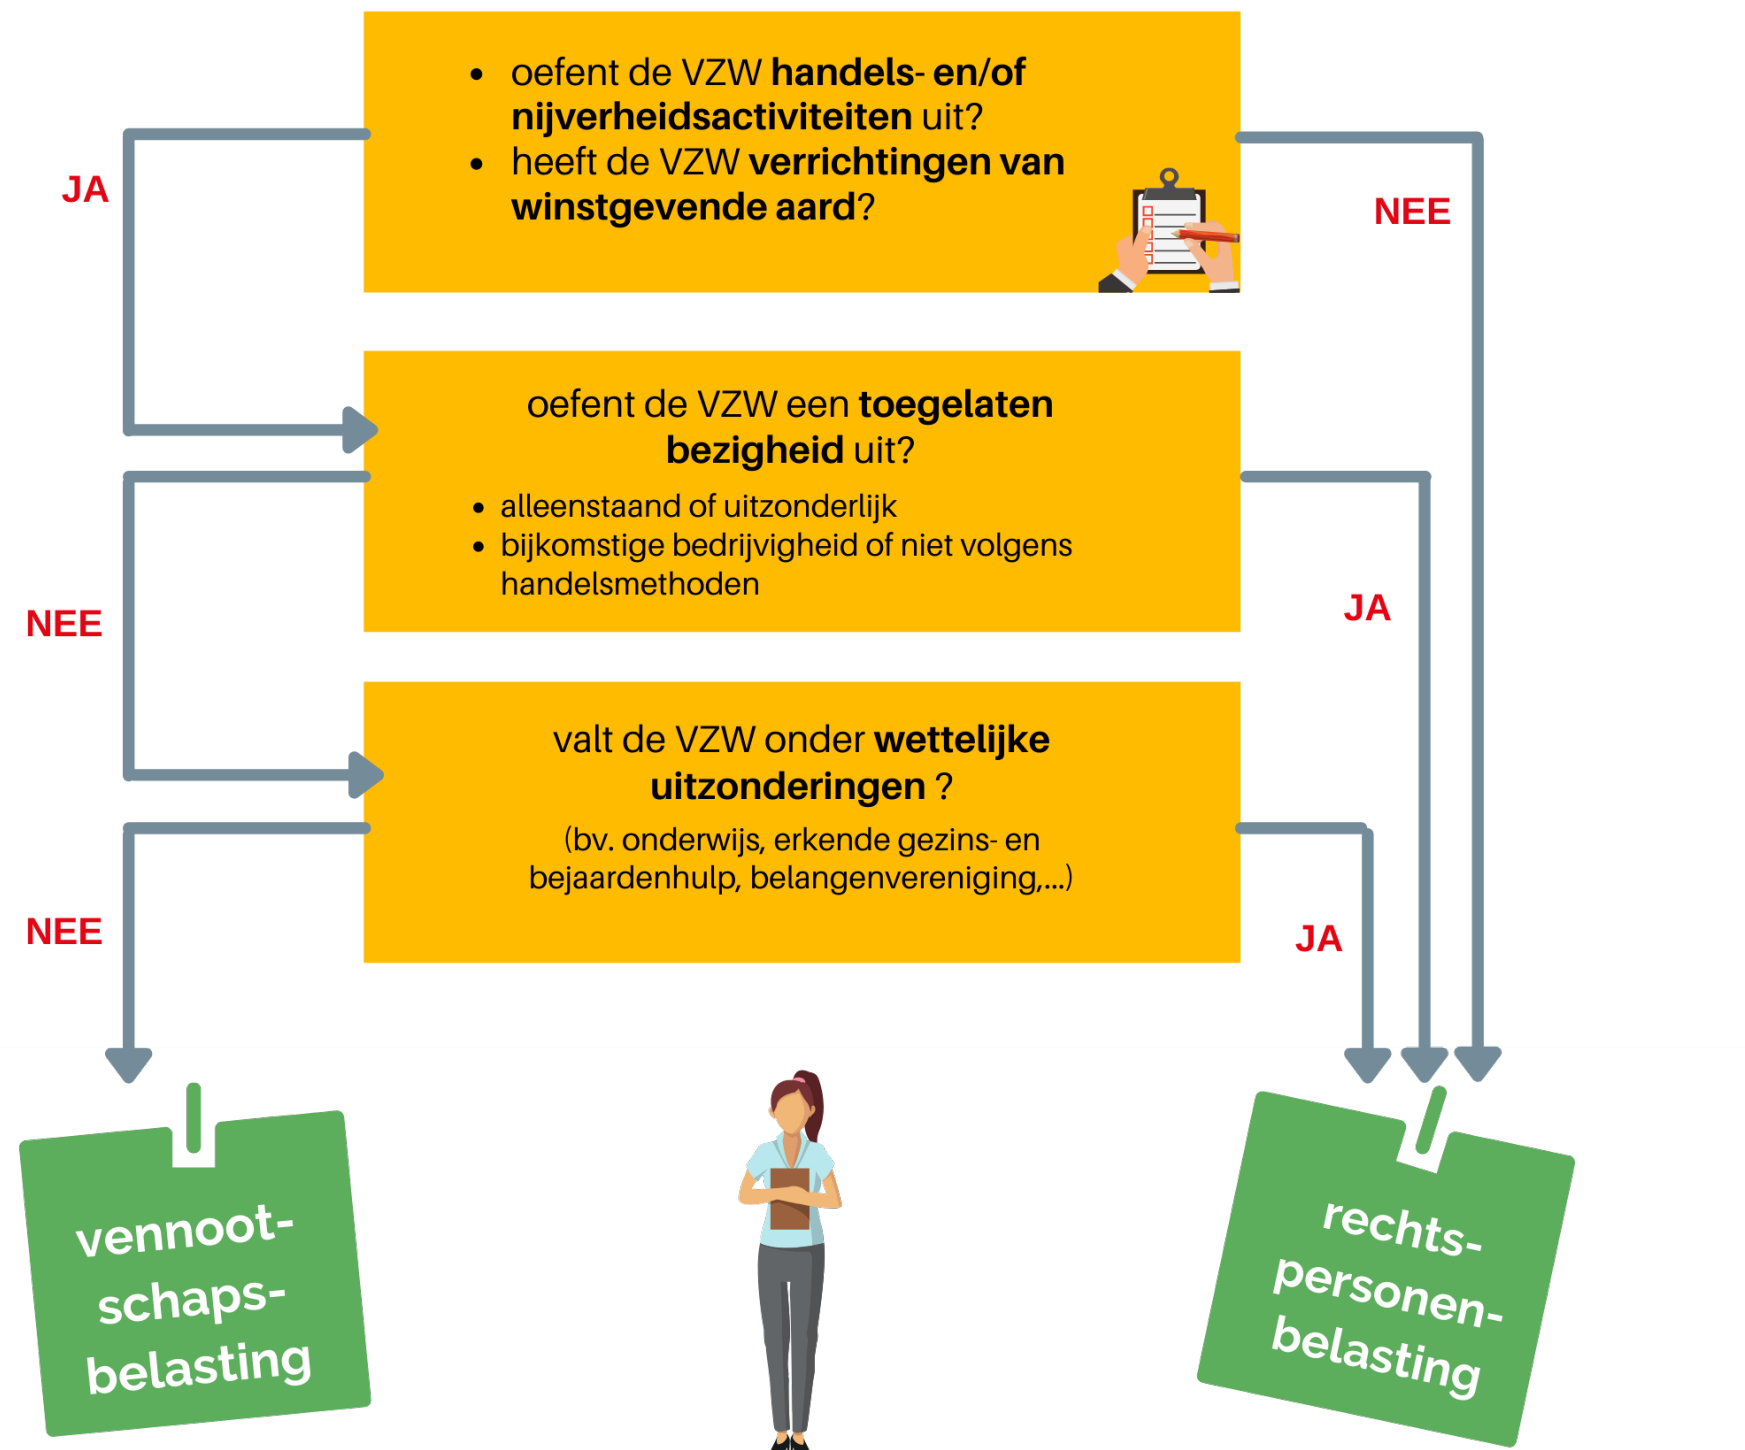 • oefent de VZW handels- en/of
nijverheidsactiviteiten uit?
• heeft de VZW verrichtingen van
winstgevende aard?
JA
NEE
oefent de VZW een toegelaten
bezigheid uit?
• alleenstaand of uitzonderlijk
• bijkomstige bedrijvigheid of niet volgens
handelsmethoden
NEE
JA
valt de VZW onder wettelijke
uitzonderingen ?
(bv. onderwijs, erkende gezins- en
bejaardenhulp, belangenvereniging,...)
NEE
JA
vennoot-
schaps-
belasting
rechts-
personen-
belasting